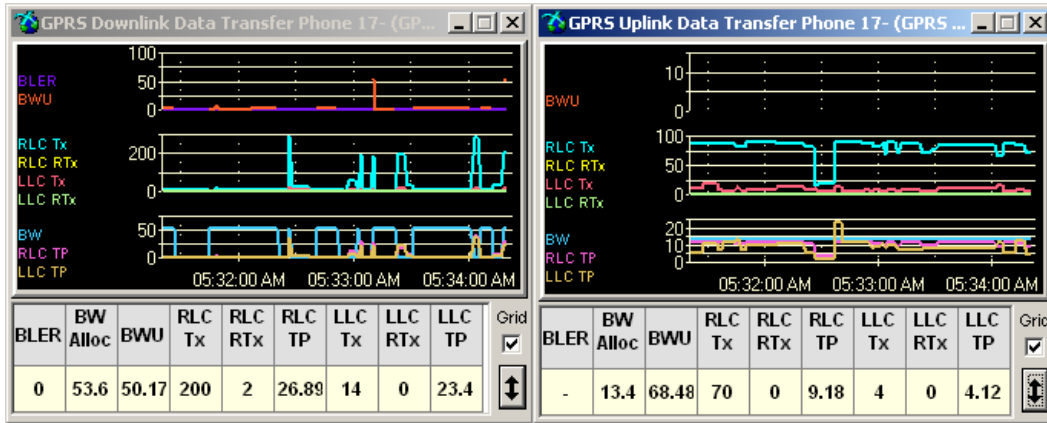 GPRS Downlink Data Transfer Phone 17- (GP...
100
50
0
BLER
BWU
200
0
RLC Tx
RLC RTx
LLC Tx
LLC RTx
50
0
BW
RLC TP
LLC TP
05:32:00 AM 05:33:00 AM 05:34:00 AM
BLER BW Alloc BWU RLC Tx RLC RTx RLC TP LLC Tx LLC RTx LLC TP
0 53.6 50.17 200 2 26.89 14 0 23.4
Grid
GPRS Uplink Data Transfer Phone 17- (GPRS ...
10
0
BWU
100
50
0
RLC Tx
RLC RTx
LLC Tx
LLC RTx
20
10
0
BW
RLC TP
LLC TP
05:32:00 AM 05:33:00 AM 05:34:00 AM
BLER BW Alloc BWU RLC Tx RLC RTx RLC TP LLC Tx LLC RTx LLC TP
- 13.4 68.48 70 0 9.18 4 0 4.12
Grid